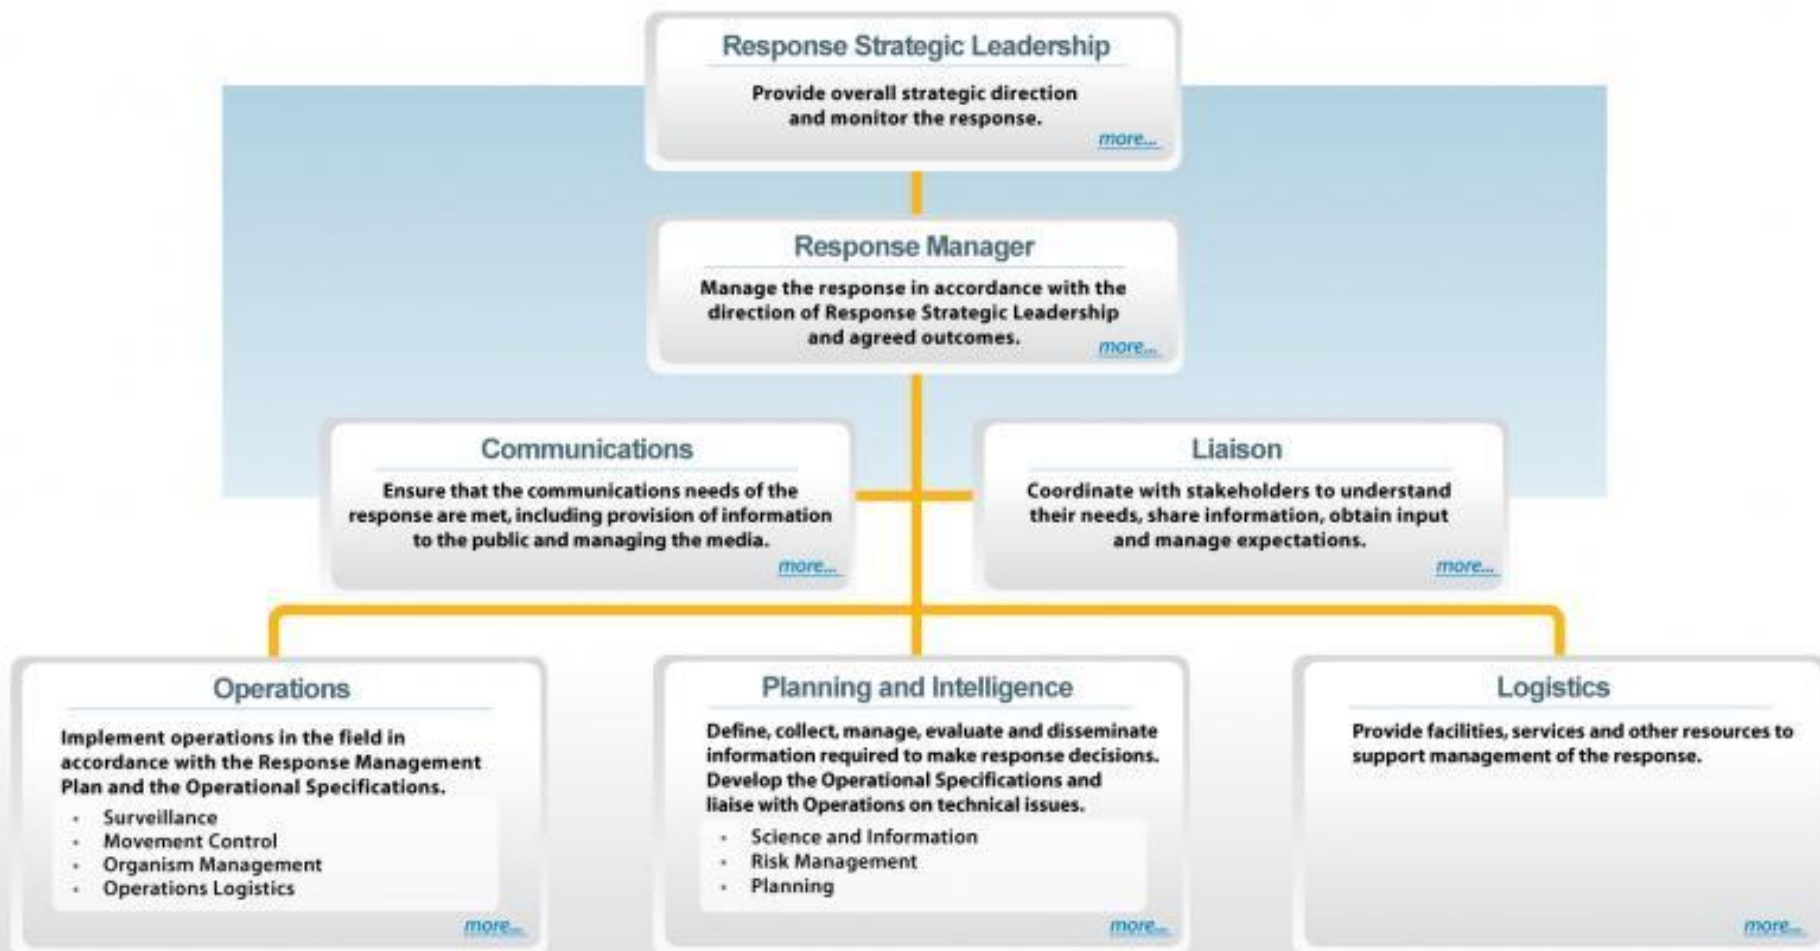 Response Strategic Leadership
Provide overall strategic direction
and monitor the response.
more...
Response Manager
Manage the response in accordance with the
direction of Response Strategic Leadership
and agreed outcomes.
more...
Communications
Ensure that the communications needs of the
response are met, including provision of information
to the public and managing the media.
more...
Liaison
Coordinate with stakeholders to understand
their needs, share information, obtain input
and manage expectations.
more...
Operations
Implement operations in the field in
accordance with the Response Management
Plan and the Operational Specifications.
• Surveillance
• Movement Control
• Organism Management
• Operations Logistics
more...
Planning and Intelligence
Define, collect, manage, evaluate and disseminate
information required to make response decisions.
Develop the Operational Specifications and
liaise with Operations on technical issues.
• Science and Information
• Risk Management
• Planning
more...
Logistics
Provide facilities, services and other resources to
support management of the response.
more...